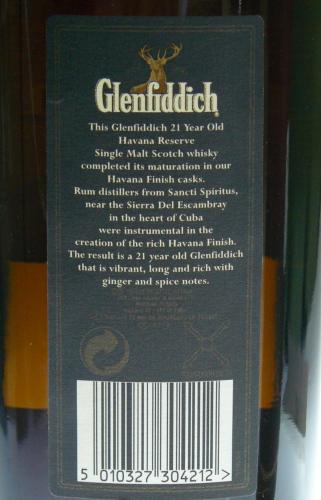 Glenfiddich
This Glenfiddich 21 Year Old
Havana Reserve
Single Malt Scotch whisky
completed its maturation in our
Havana Finish casks.
Rum distillers from Sancti Spiritus,
near the Sierra Del Escambray
in the heart of Cuba
were instrumental in the
creation of the rich Havana Finish.
The result is a 21 year old Glenfiddich
that is vibrant, long and rich with
ginger and spice notes.
5 010327 304212 >